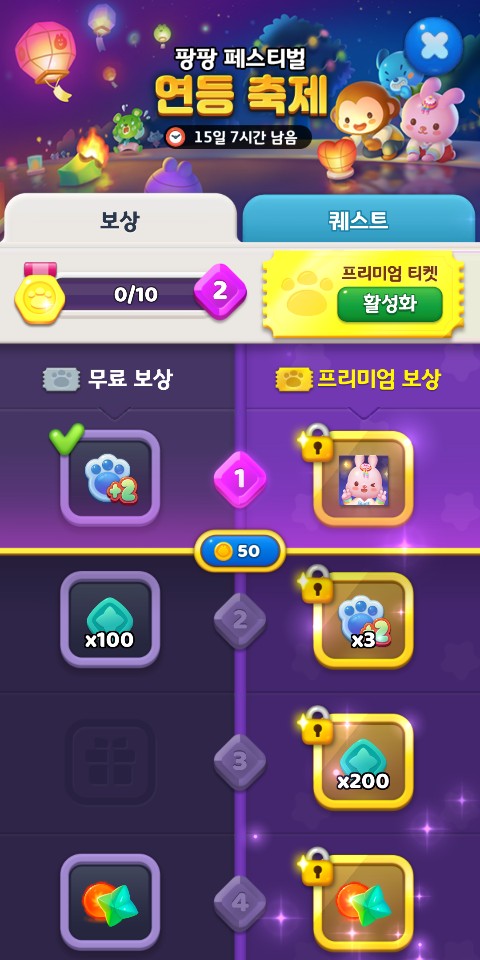 팡팡 페스티벌
연등 축제
15일 7시간 남음
보상
퀘스트
0/10
2
프리미엄 티켓
활성화
무료 보상
프리미엄 보상
+2
1
50
x100
2
x3
+2
3
x200
4